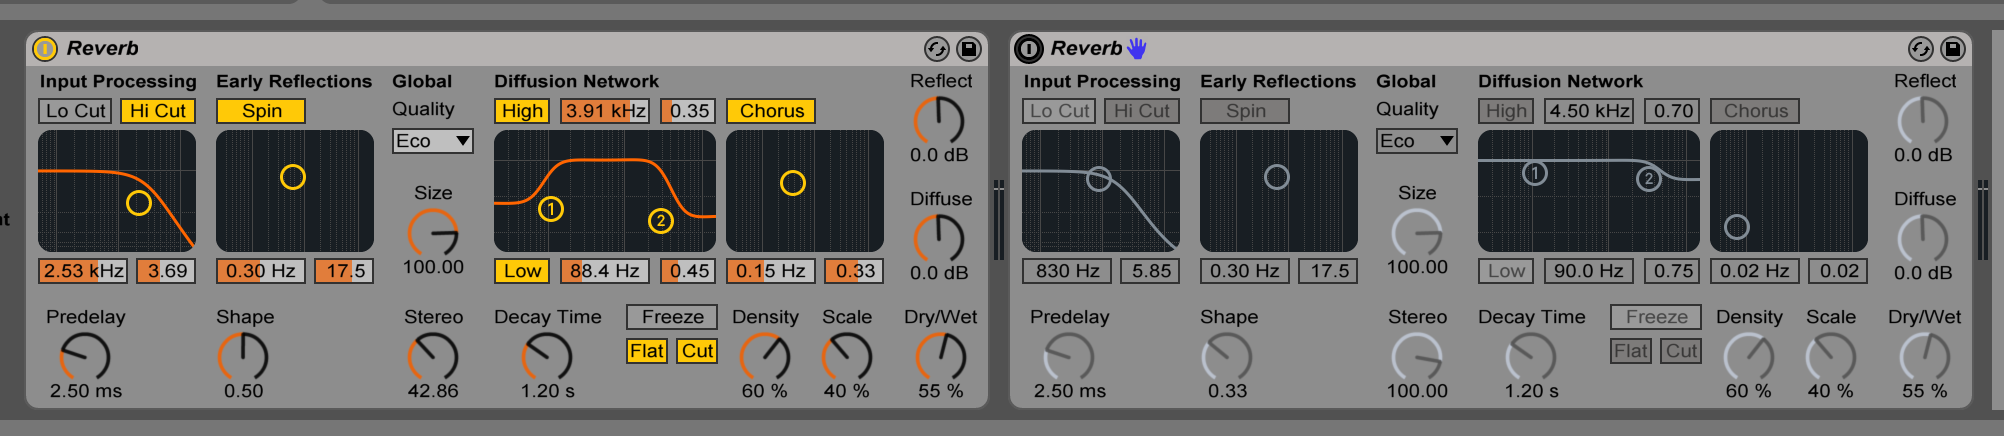 nt
Reverb
Input Processing
Early Reflections
Global
Diffusion Network
Reflect
Lo Cut
Hi Cut
Spin
Quality
High
3.91 kHz
0.35
Chorus
Eco
0.0 dB
Size
1
2
Diffuse
100.00
2.53 kHz
3.69
0.30 Hz
17.5
Low
88.4 Hz
0.45
0.15 Hz
0.33
0.0 dB
Predelay
Shape
Stereo
Decay Time
Freeze
Density
Scale
Dry/Wet
Flat
Cut
2.50 ms
0.50
42.86
1.20 s
60 %
40 %
55 %
Reverb
Input Processing
Early Reflections
Global
Diffusion Network
Reflect
Lo Cut
Hi Cut
Spin
Quality
High
4.50 kHz
0.70
Chorus
Eco
0.0 dB
Size
1
2
Diffuse
100.00
830 Hz
5.85
0.30 Hz
17.5
Low
90.0 Hz
0.75
0.02 Hz
0.02
0.0 dB
Predelay
Shape
Stereo
Decay Time
Freeze
Density
Scale
Dry/Wet
Flat
Cut
2.50 ms
0.33
100.00
1.20 s
60 %
40 %
55 %